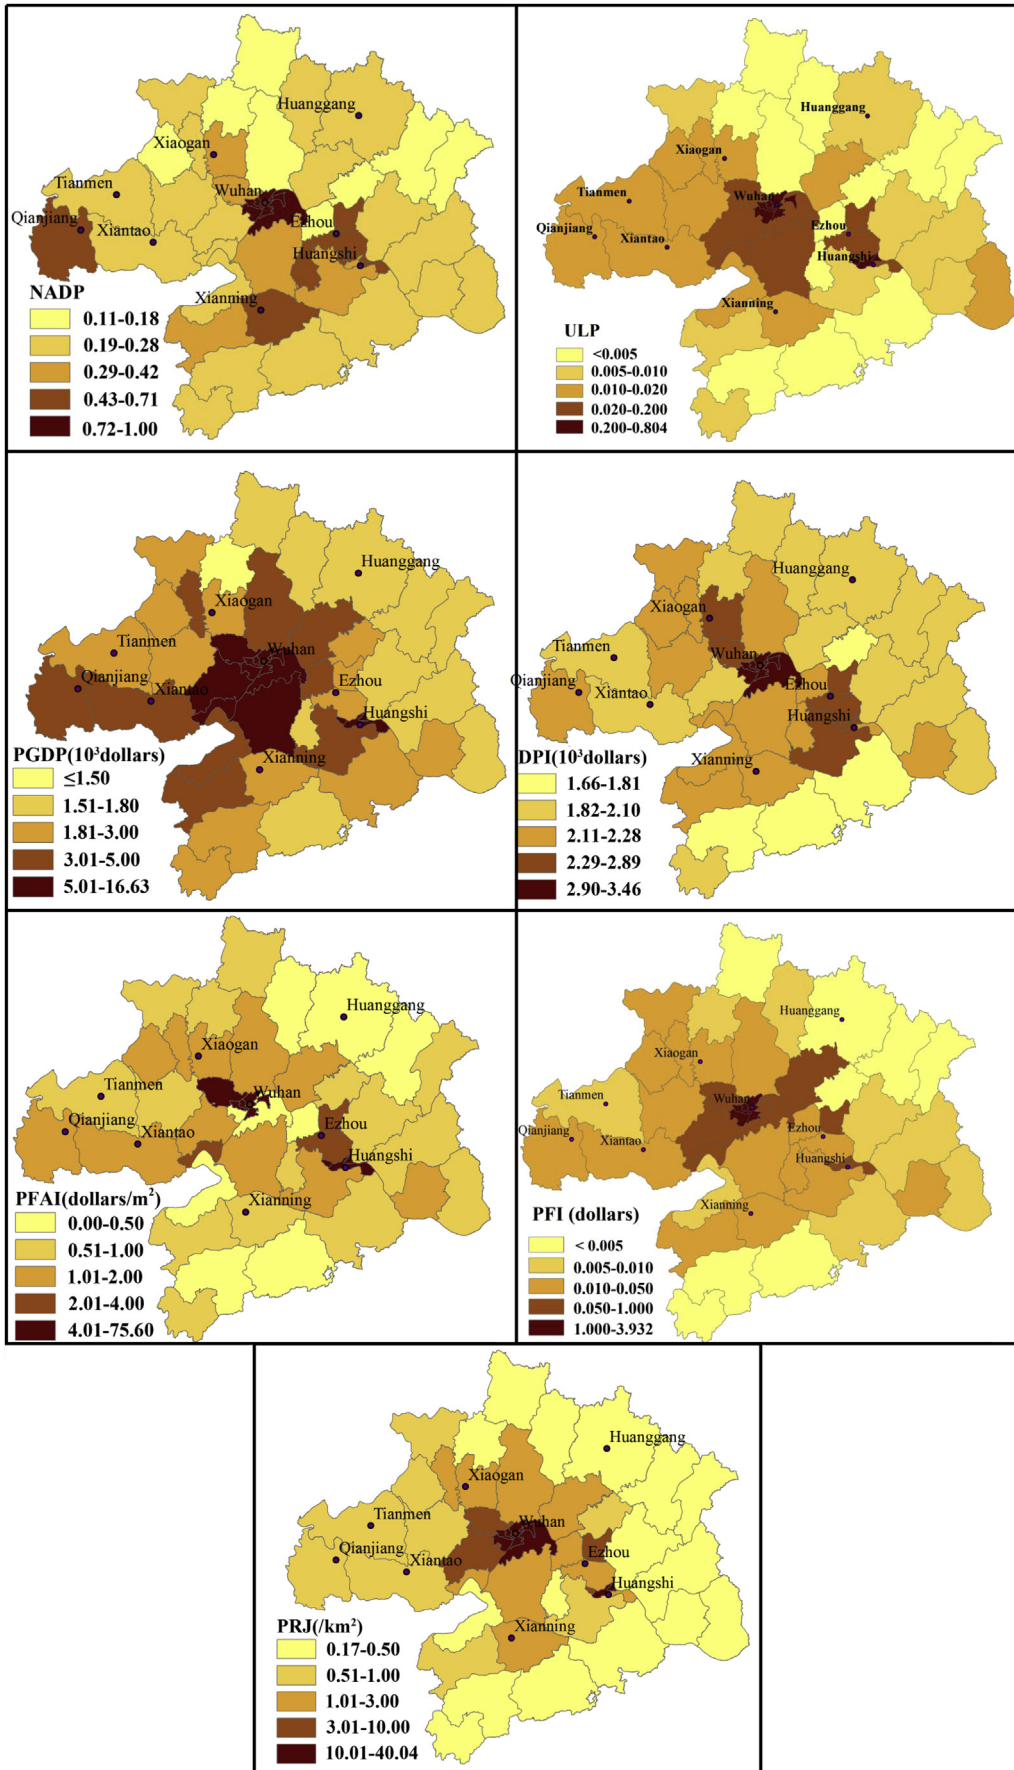 Huanggang
Xiaogan
Tianmen
Wuhan
Qianjiang
Xiantao
Ezhou
Huangshi
Xianning
NADP
0.11-0.18
0.19-0.28
0.29-0.42
0.43-0.71
0.72-1.00
Huanggang
Xiaogan
Tianmen
Wuhan
Qianjiang
Xiantao
Ezhou
Huangshi
Xianning
ULP
<0.005
0.005-0.010
0.010-0.020
0.020-0.200
0.200-0.804
Huanggang
Xiaogan
Tianmen
Wuhan
Qianjiang
Xiantao
Ezhou
Huangshi
Xianning
PGDP(10³dollars)
≤1.50
1.51-1.80
1.81-3.00
3.01-5.00
5.01-16.63
Huanggang
Xiaogan
Tianmen
Wuhan
Qianjiang
Xiantao
Ezhou
Huangshi
Xianning
DPI(10³dollars)
1.66-1.81
1.82-2.10
2.11-2.28
2.29-2.89
2.90-3.46
Huanggang
Xiaogan
Tianmen
Wuhan
Qianjiang
Xiantao
Ezhou
Huangshi
Xianning
PFAI(dollars/m²)
0.00-0.50
0.51-1.00
1.01-2.00
2.01-4.00
4.01-75.60
Huanggang
Xiaogan
Tianmen
Wuhan
Qianjiang
Xiantao
Ezhou
Huangshi
Xianning
PFI (dollars)
< 0.005
0.005-0.010
0.010-0.050
0.050-1.000
1.000-3.932
Huanggang
Xiaogan
Tianmen
Wuhan
Qianjiang
Xiantao
Ezhou
Huangshi
Xianning
PRJ(/km²)
0.17-0.50
0.51-1.00
1.01-3.00
3.01-10.00
10.01-40.04